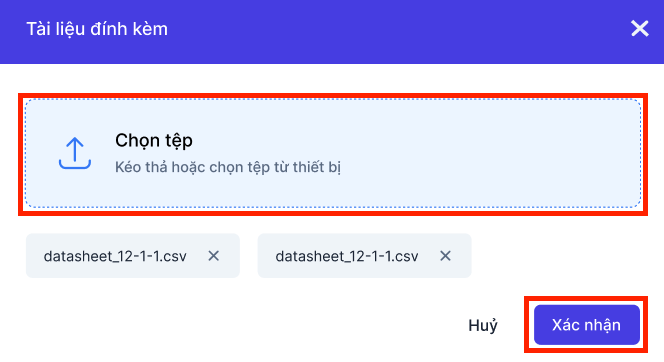 Tài liệu đính kèm
Chọn tệp
Kéo thả hoặc chọn tệp từ thiết bị
datasheet_12-1-1.csv
datasheet_12-1-1.csv
Huỷ
Xác nhận